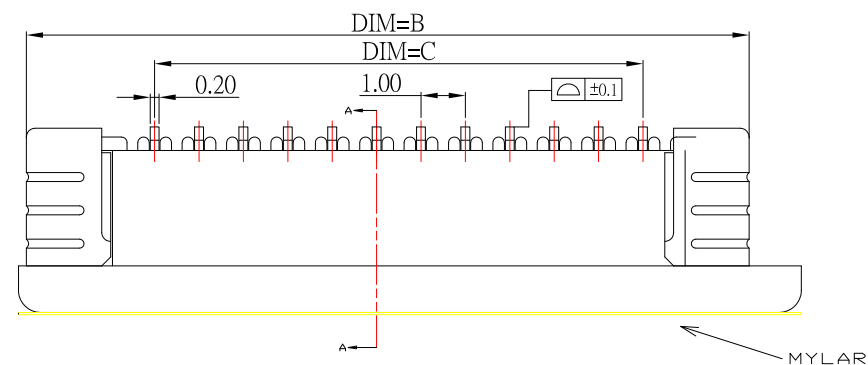 DIM=B
DIM=C
0.20
1.00
±0.1
A
A
MYLAR